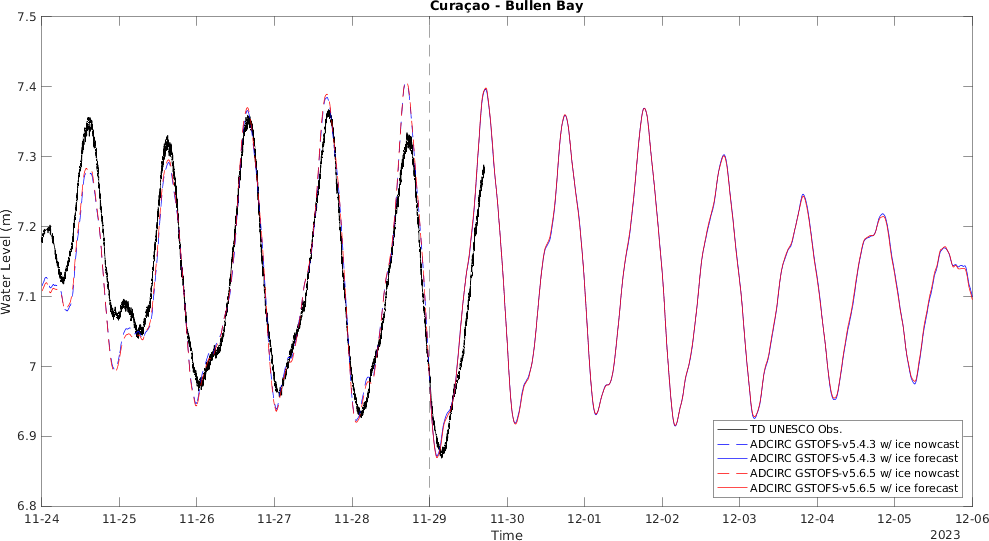 Curaçao - Bullen Bay
7.5
7.4
7.3
7.2
7.1
7
6.9
6.8
Water Level (m)
11-24 11-25 11-26 11-27 11-28 11-29 11-30 12-01 12-02 12-03 12-04 12-05 12-06
Time
2023
TD UNESCO Obs.
ADCIRC GSTOFS-v5.4.3 w/ ice nowcast
ADCIRC GSTOFS-v5.4.3 w/ ice forecast
ADCIRC GSTOFS-v5.6.5 w/ ice nowcast
ADCIRC GSTOFS-v5.6.5 w/ ice forecast